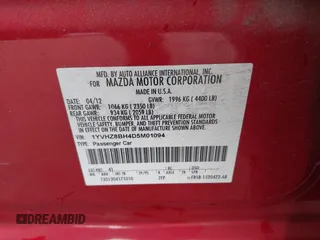 BY AUTO ALLIANCE INTERNATIONAL, INC. FOR
MAZDA MOTOR CORPORATION
MADE IN U.S.A.
DATE: 04/12 GVWR: 1996 KG ( 4400 LB)
FRONT GAWR: 1066 KG ( 2350 LB)
REAR GAWR: 934 KG ( 2059 LB)
THIS VEHICLE CONFORMS TO ALL APPLICABLE
FEDERAL MOTOR VEHICLE SAFETY, BUMPER, AND
THEFT PREVENTION STANDARDS IN EFFECT ON THE
DATE OF MANUFACTURE SHOWN ABOVE.
VIN: 1YVHZ8BH4D5M01094
TYPE: Passenger Car